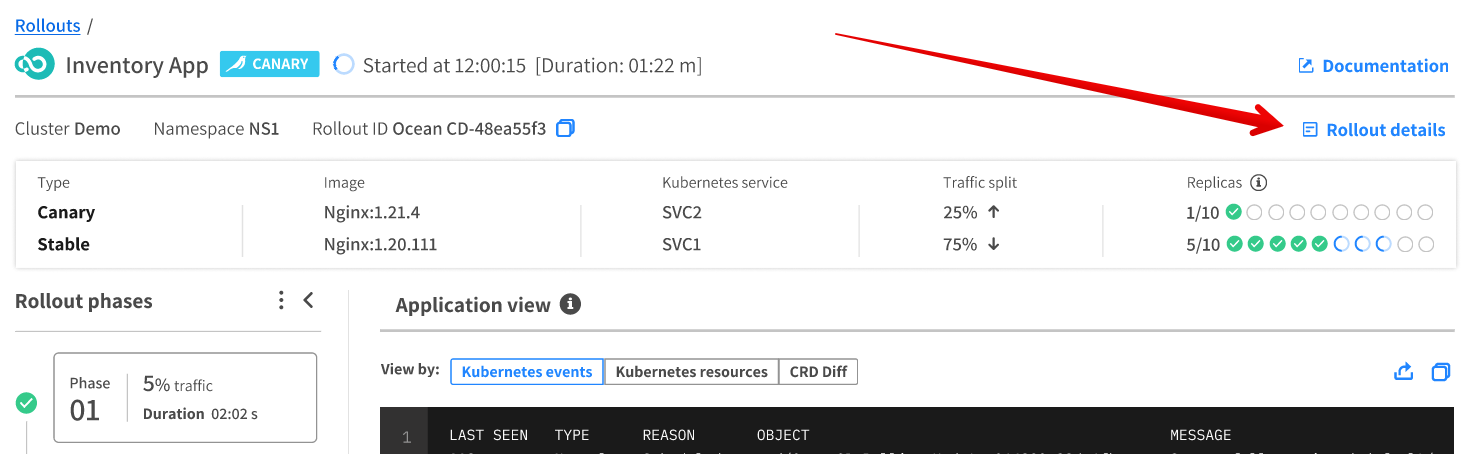 Rollouts /
Inventory App CANARY Started at 12:00:15 [Duration: 01:22 m] Documentation
Cluster Demo Namespace NS1 Rollout ID Ocean CD-48ea55f3 Rollout details
Type Image Kubernetes service Traffic split Replicas
Canary Nginx:1.21.4 SVC2 25% ↑ 1/10
Stable Nginx:1.20.111 SVC1 75% ↓ 5/10
Rollout phases Application view
View by: Kubernetes events Kubernetes resources CRD Diff
Phase 5% traffic
01 Duration 02:02 s
1 LAST SEEN TYPE REASON OBJECT MESSAGE